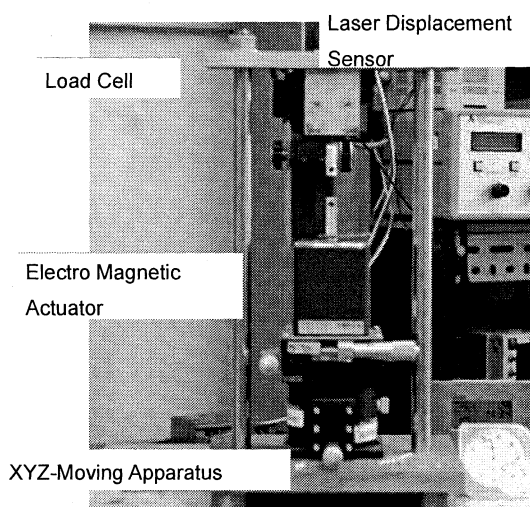 Laser Displacement
Sensor
Load Cell
Electro Magnetic
Actuator
XYZ-Moving Apparatus